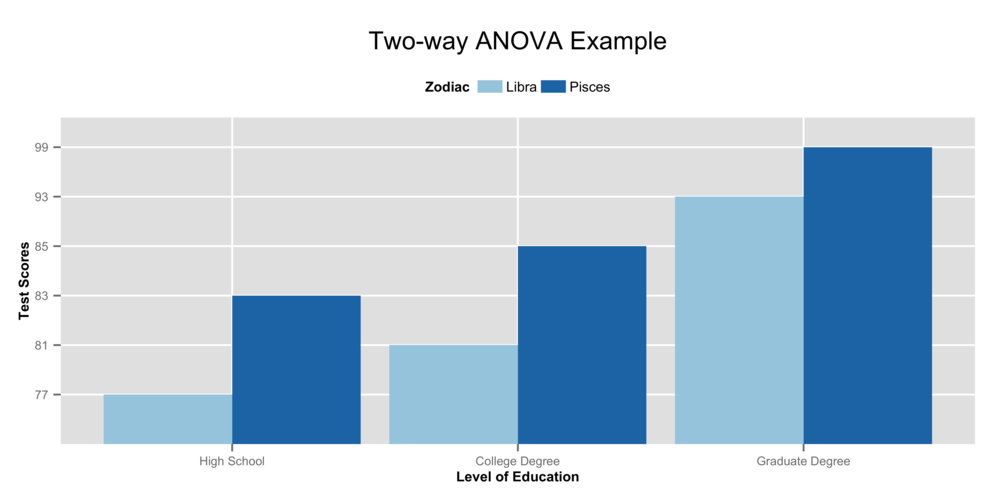 Two-way ANOVA Example
Zodiac Libra Pisces
99
93
85
83
81
77
Test Scores
High School College Degree Graduate Degree
Level of Education